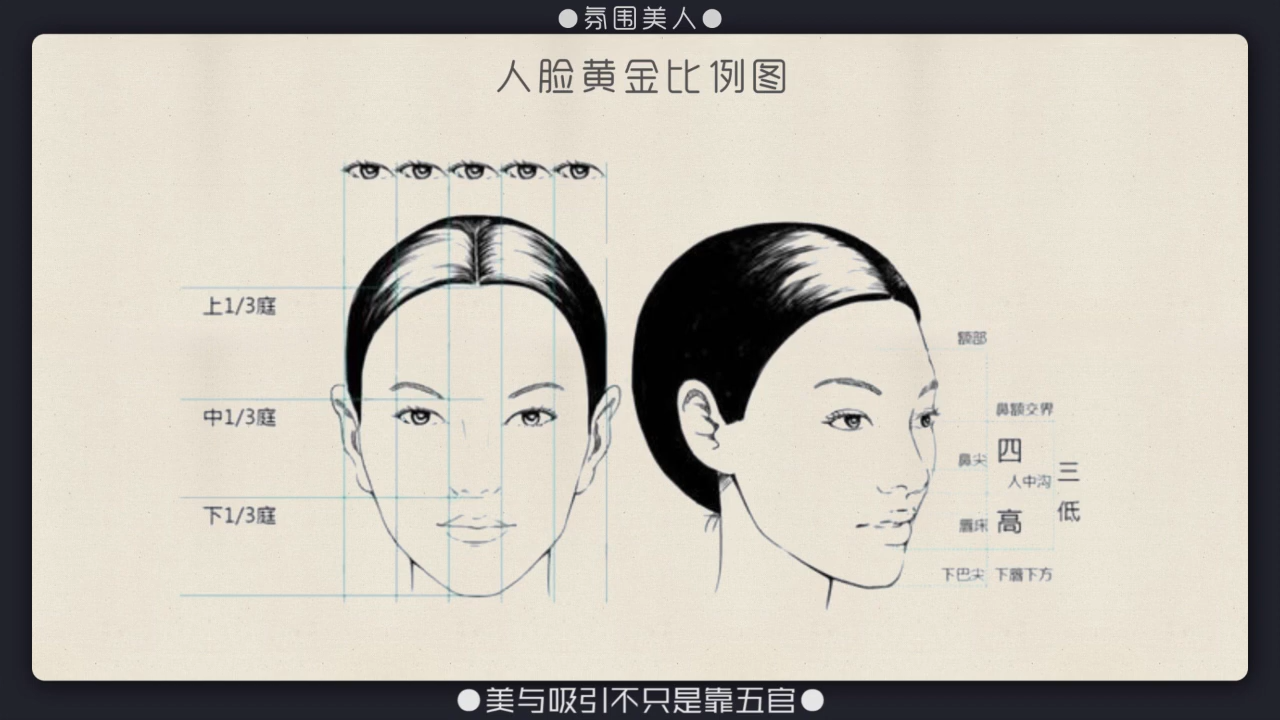 ●氛围美人●
人脸黄金比例图
上1/3庭
中1/3庭
下1/3庭
额部
鼻额交界
四
鼻尖
三
人中沟
低
高
唇床
下巴尖
下唇下方
●美与吸引不只是靠五官●